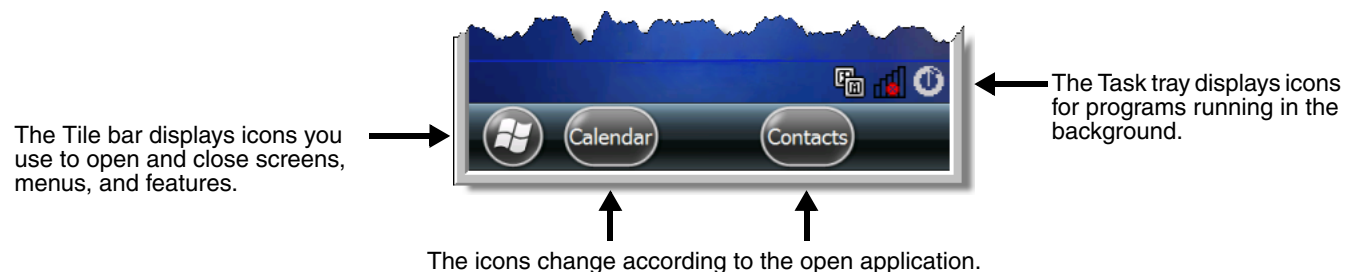 The Task tray displays icons
for programs running in the
background.
The Tile bar displays icons you
use to open and close screens,
menus, and features.
Calendar
Contacts
The icons change according to the open application.